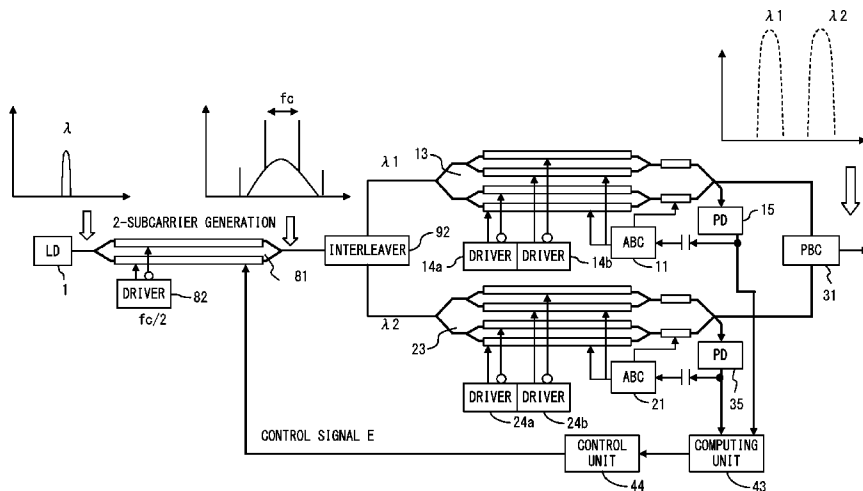 λ1 λ2
λ
fc
λ1
13
15
2-SUBCARRIER GENERATION
LD
1
81
DRIVER
82
fc/2
INTERLEAVER
92
DRIVER
DRIVER
14a
14b
ABC
11
PD
PBC
31
λ2
23
DRIVER
DRIVER
24a
24b
ABC
21
PD
35
CONTROL SIGNAL E
CONTROL
UNIT
44
COMPUTING
UNIT
43